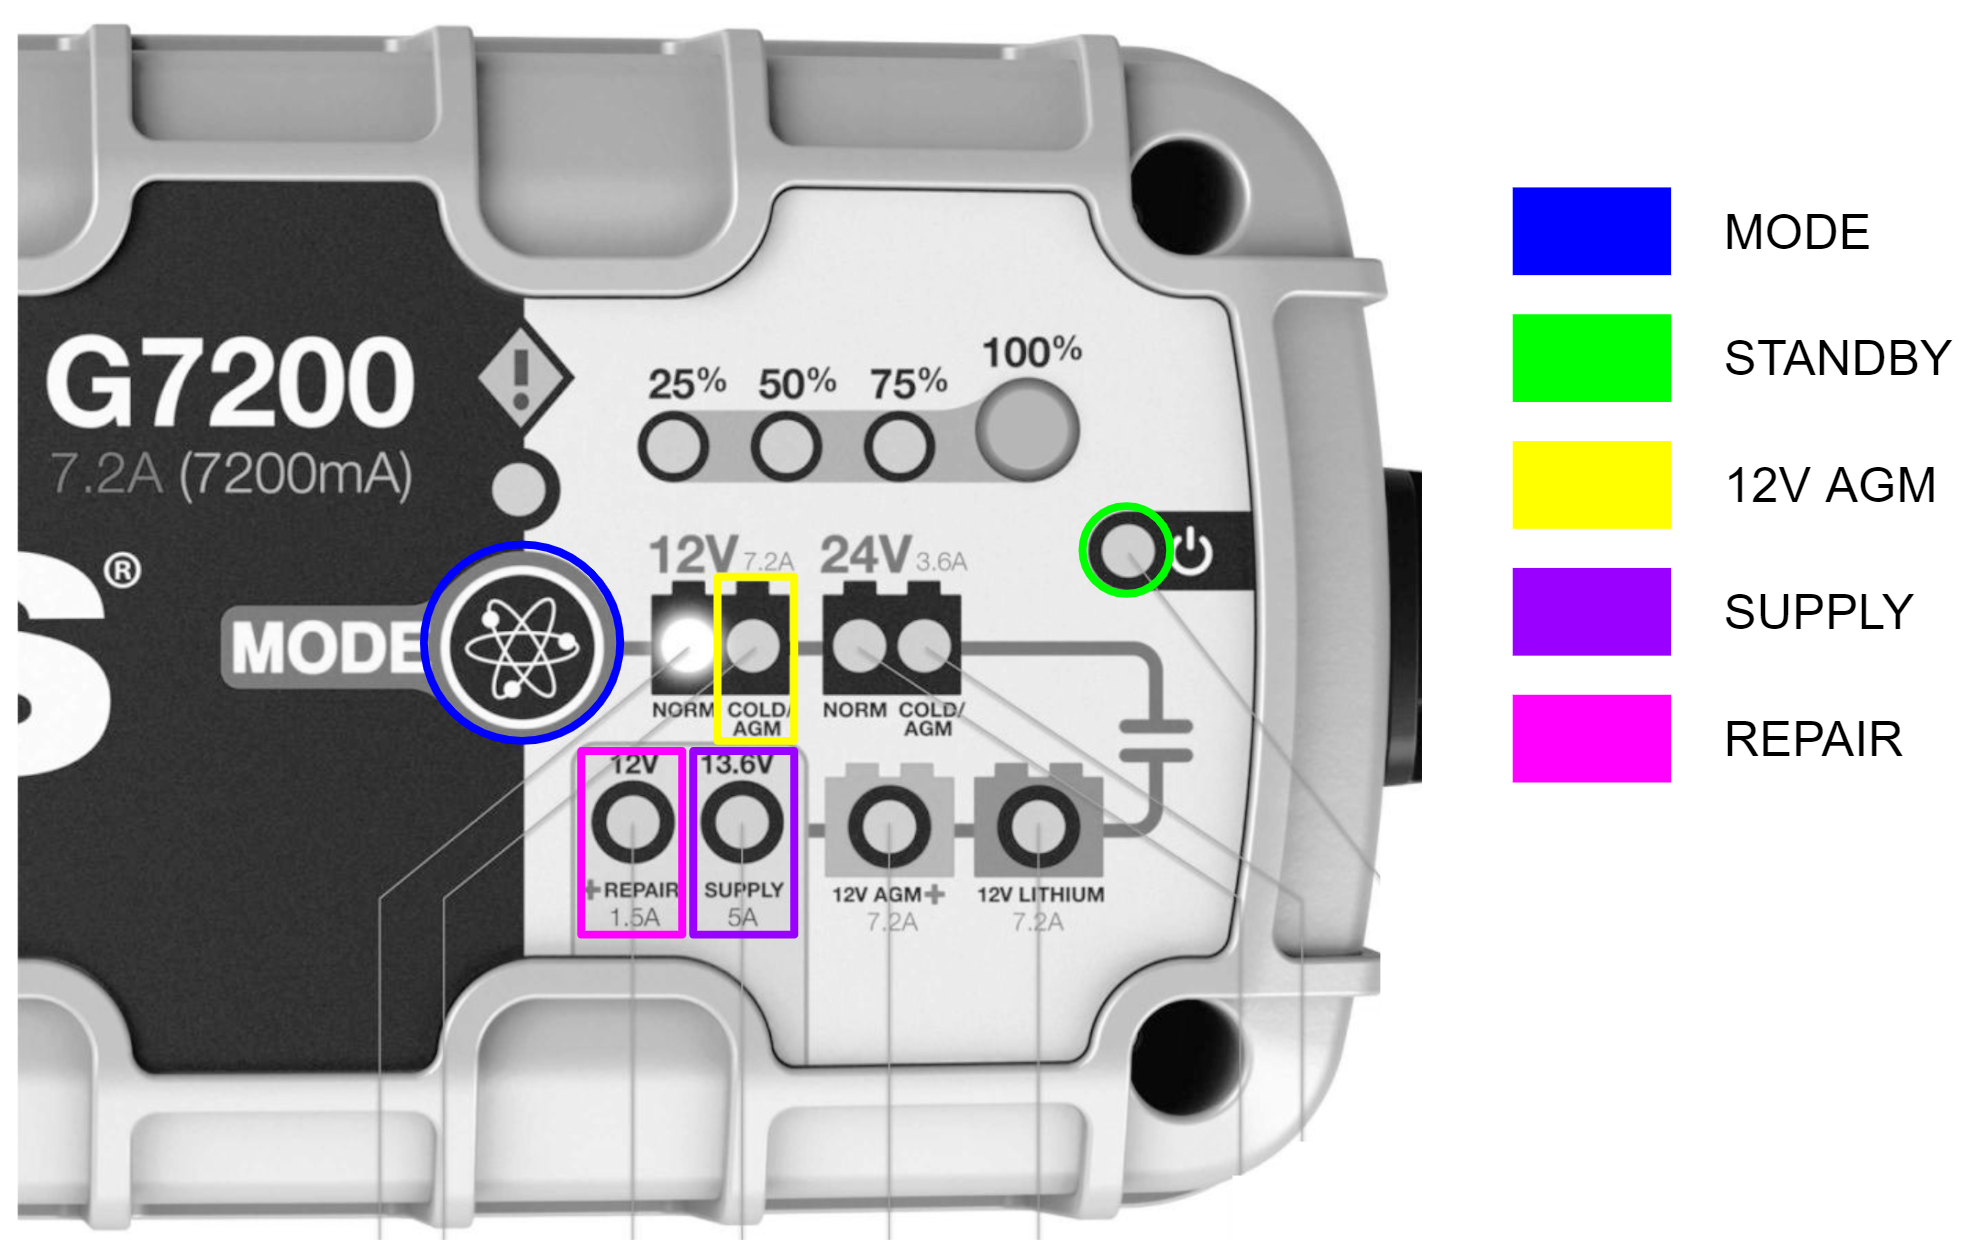 G7200
7.2A (7200mA)
®
S
MODE
25% 50% 75% 100%
12V 7.2A
24V 3.6A
NORM
COLD/
AGM
NORM
COLD/
AGM
12V
+REPAIR
1.5A
13.6V
SUPPLY
5A
12V AGM+
7.2A
12V LITHIUM
7.2A
MODE
STANDBY
12V AGM
SUPPLY
REPAIR